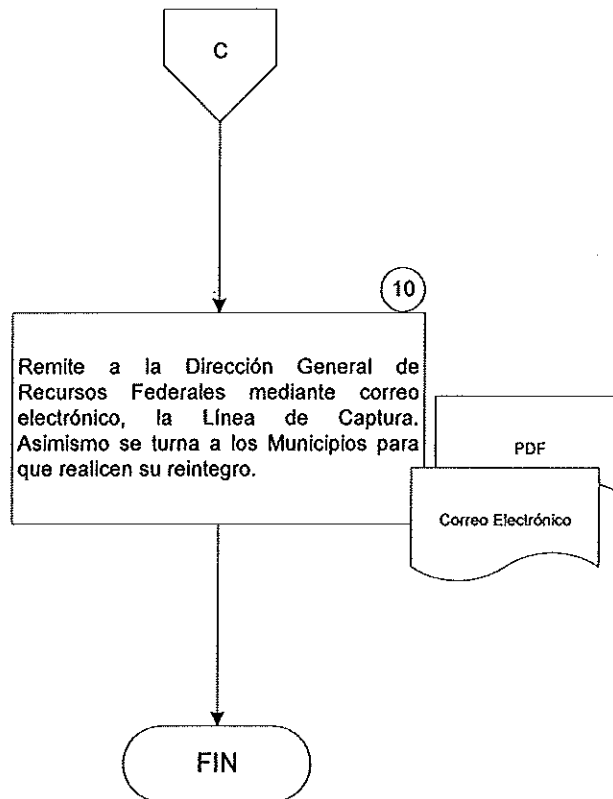 C
10
Remite a la Dirección General de
Recursos Federales mediante correo
electrónico, la Línea de Captura.
Asimismo se turna a los Municipios para
que realicen su reintegro.
PDF
Correo Electrónico
FIN